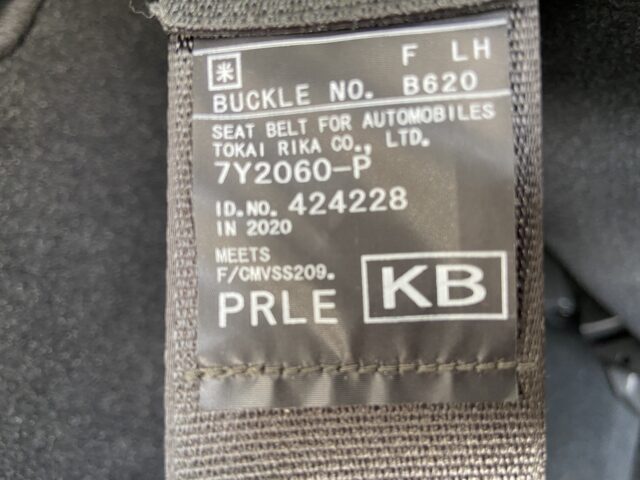 米 F LH
BUCKLE NO. B620
SEAT BELT FOR AUTOMOBILES
TOKAI RIKA CO., LTD.
7Y2060-P
ID.NO. 424228
IN 2020
MEETS
F/CMVSS209.
PRLE KB